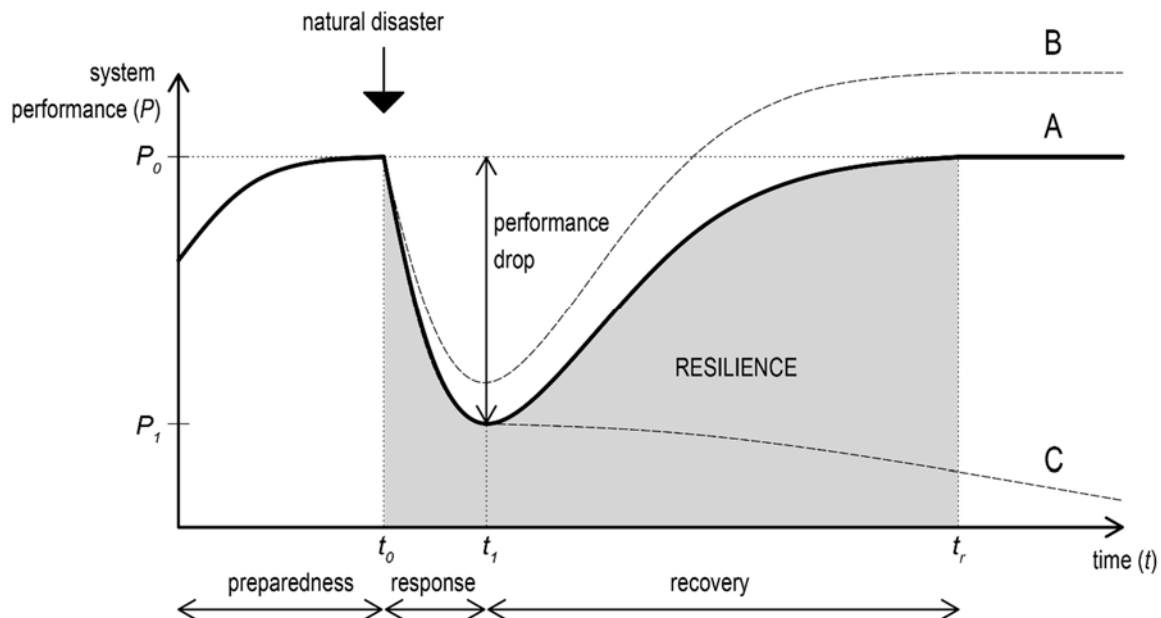 natural disaster
B
system
performance (P)
A
P0
performance
drop
RESILIENCE
P1
C
t0
t1
tr
time (t)
preparedness
response
recovery